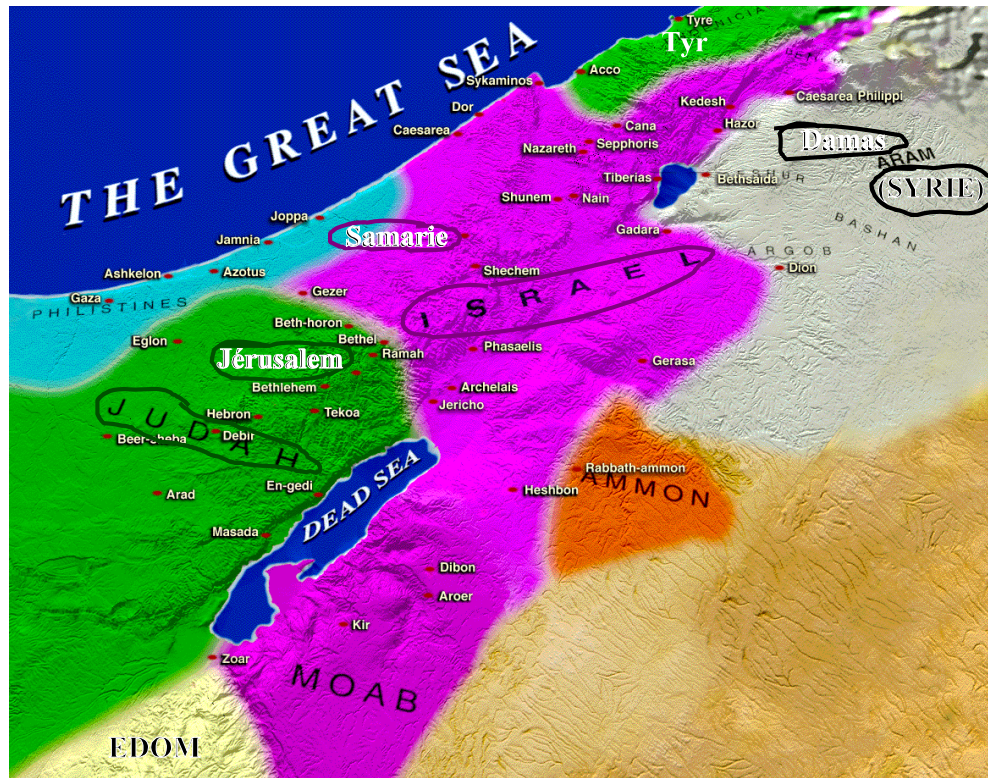 Tyre
Tyr
THE GREAT SEA
Acco
Sykaminos
Caesarea Philippi
Kedesh
Dor
Hazor
Cana
Caesarea
Damas
Sepphoris
Nazareth
ARAM
Tiberias
Bethsaida
(SYRIE)
Shunem
Nain
BASHAN
Joppa
Gadara
Jamnia
Samarie
ARGOB
Shechem
Dion
Ashkelon
Azotus
ISRAEL
Gaza
Gezer
PHILISTINES
Beth-horon
Eglon
Bethel
Phasaelis
Ramah
Jérusalem
Gerasa
Bethlehem
Archelais
Jericho
JUDAH
Hebron
Tekoa
Debir
Beer-sheba
DEAD SEA
Rabbath-ammon
AMMON
En-gedi
Heshbon
Arad
Masada
Dibon
Aroer
Kir
Zoar
MOAB
EDOM